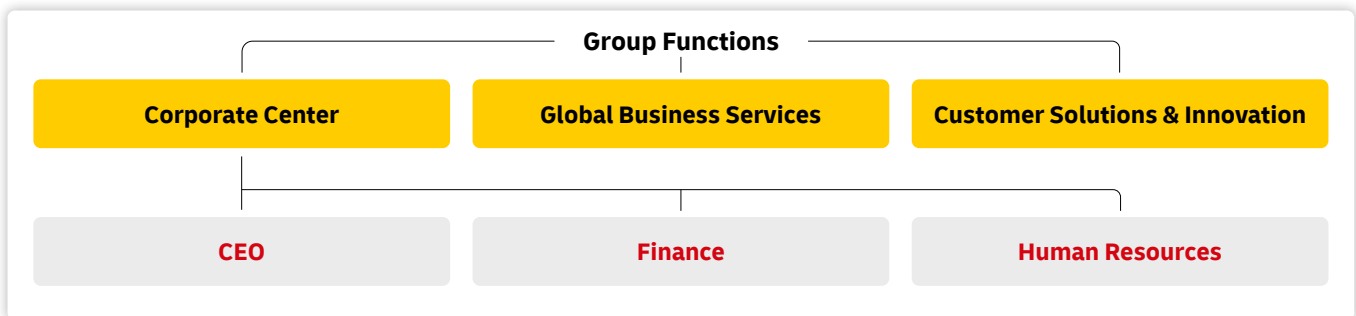 Group Functions
Corporate Center
Global Business Services
Customer Solutions & Innovation
CEO
Finance
Human Resources